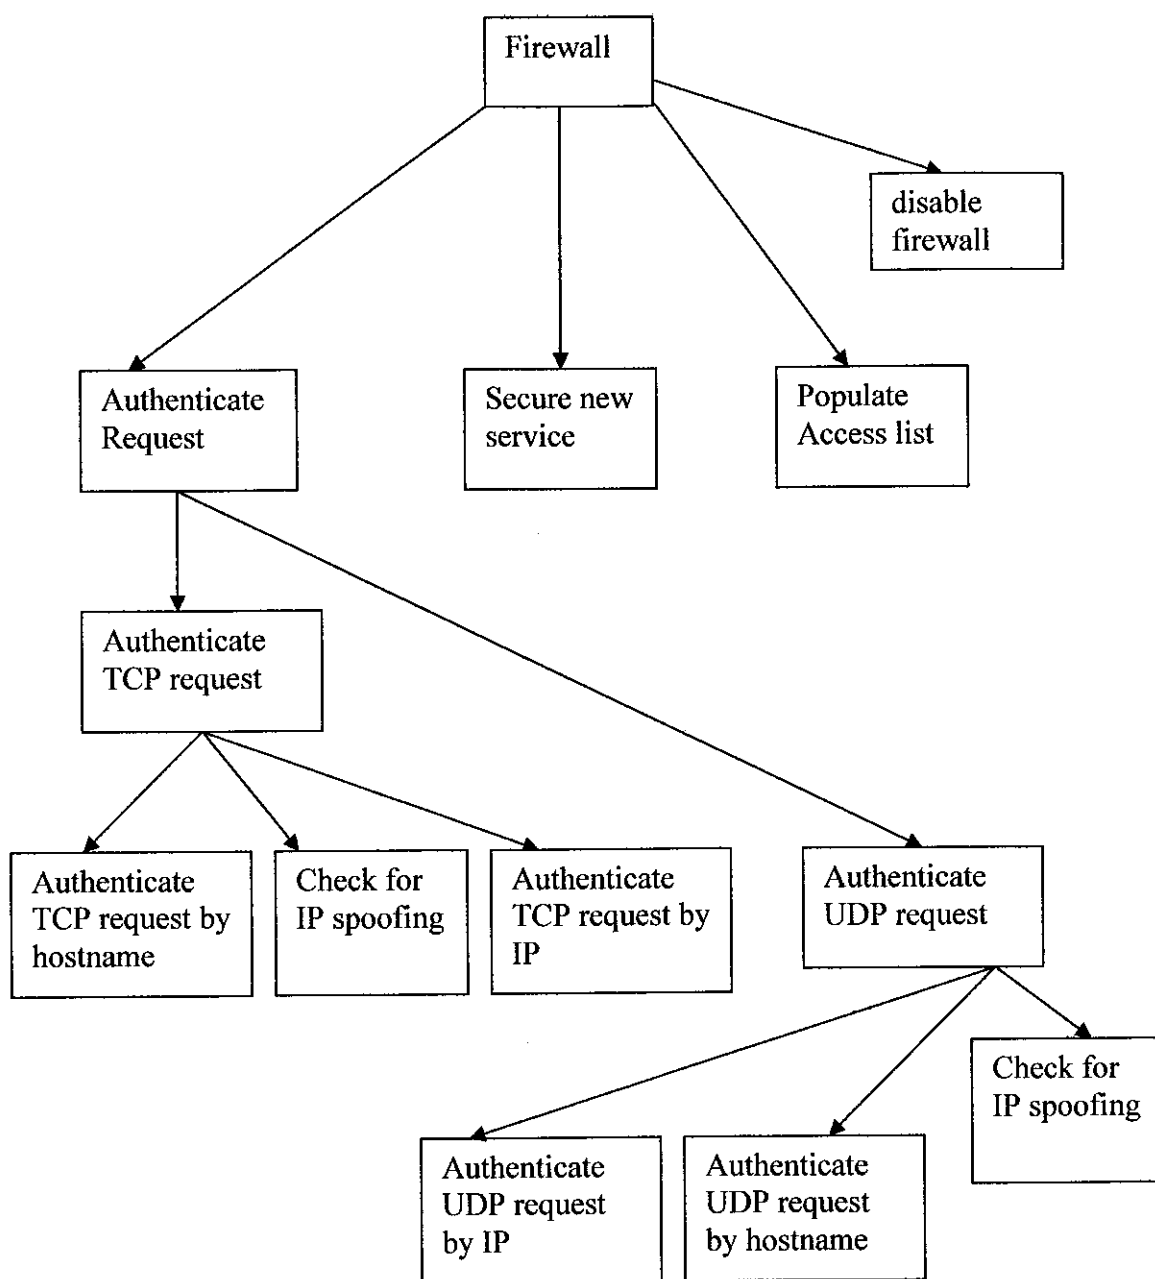 Firewall
disable
firewall
Authenticate
Request
Secure new
service
Populate
Access list
Authenticate
TCP request
Authenticate
TCP request by
hostname
Check for
IP spoofing
Authenticate
TCP request by
IP
Authenticate
UDP request
Check for
IP spoofing
Authenticate
UDP request
by IP
Authenticate
UDP request
by hostname